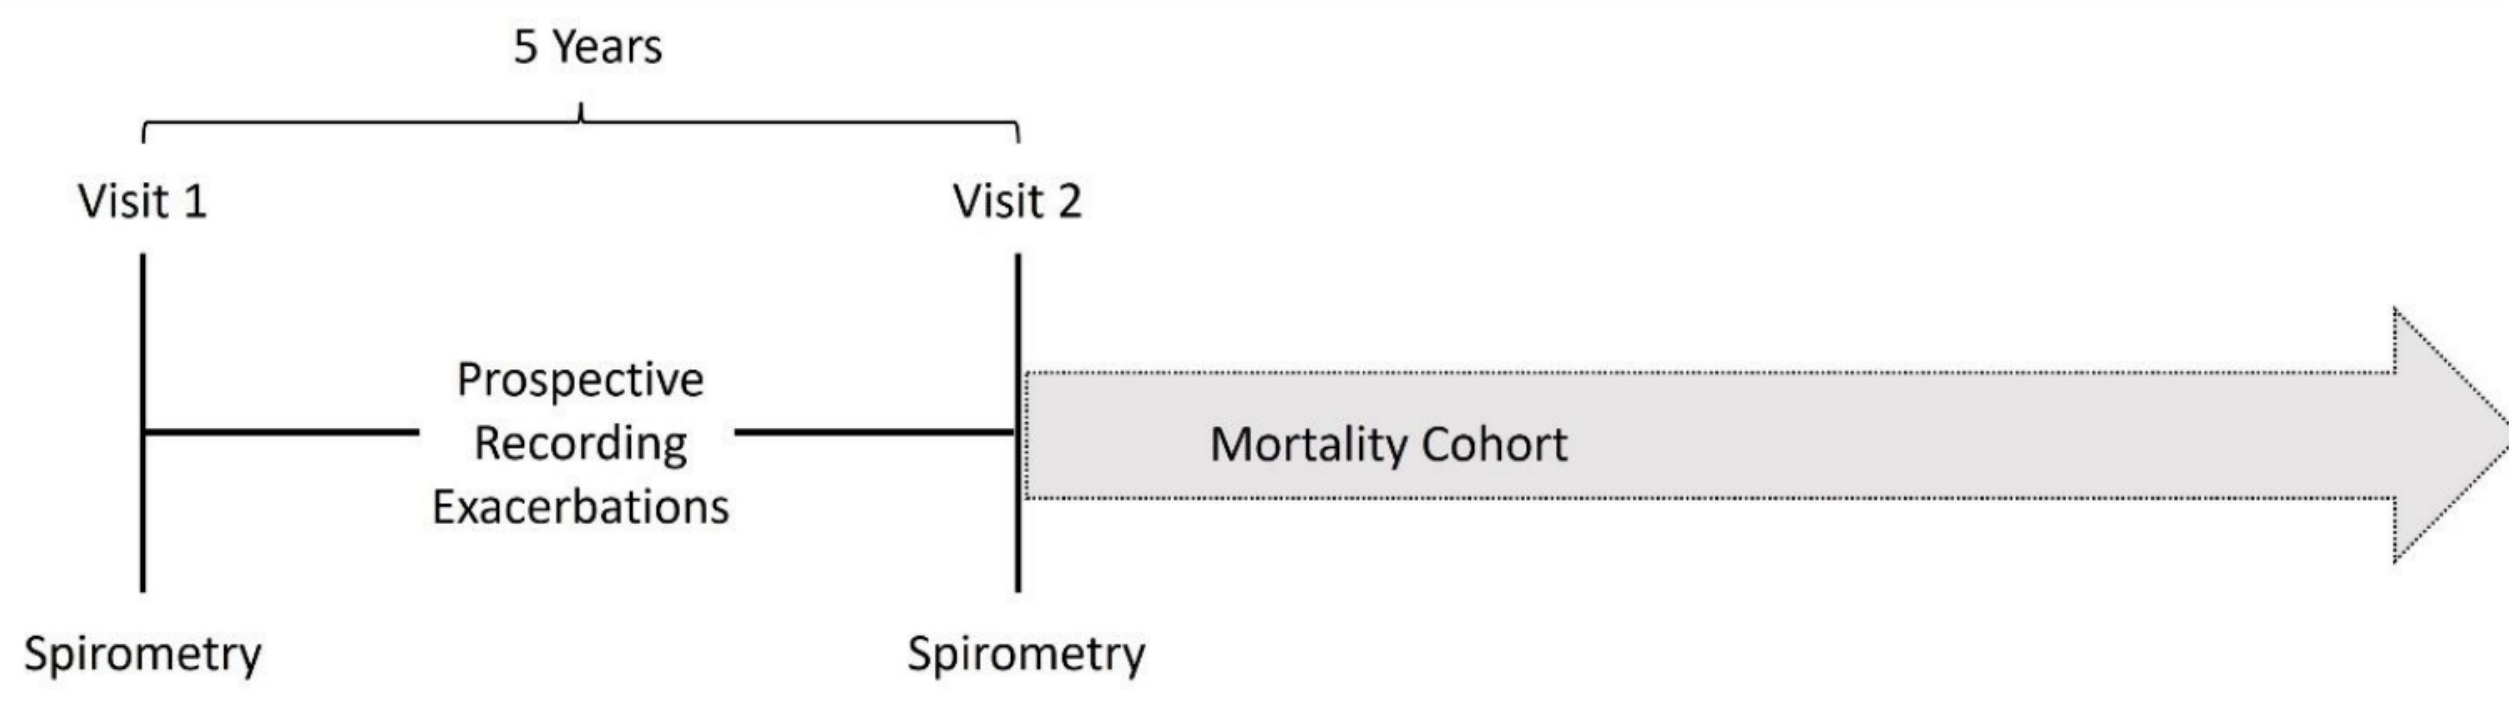 5 Years
Visit 1
Visit 2
Prospective
Recording
Exacerbations
Mortality Cohort
Spirometry
Spirometry